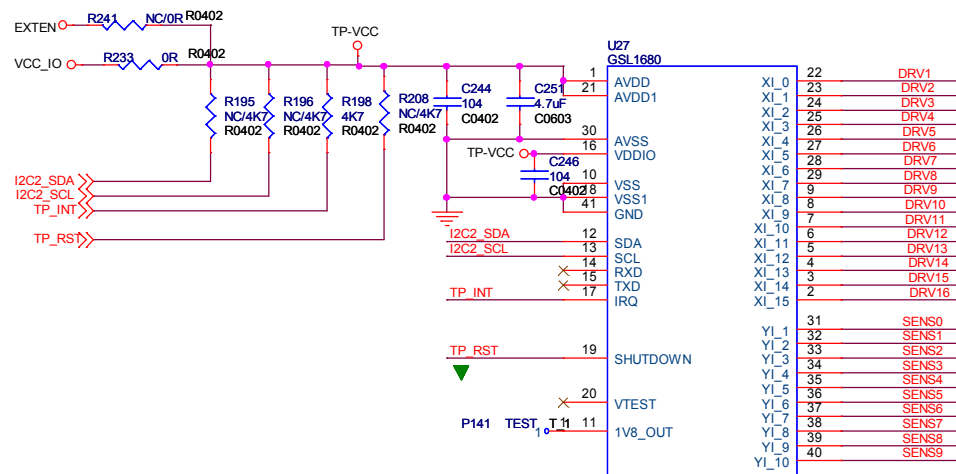 EXTEN R241 NC/0R R0402
VCC_IO R233 0R R0402
TP-VCC
R195 NC/4K7 R0402
R196 NC/4K7 R0402
R198 4K7 R0402
R208 NC/4K7 R0402
C244 104 C0402
C251 4.7uF C0603
TP-VCC
C246 104 C0402
I2C2_SDA
I2C2_SCL
TP_INT
TP_RST
U27
GSL1680
1 AVDD
21 AVDD1
30 AVSS
16 VDDIO
10 VSS
18 VSS1
41 GND
I2C2_SDA 12 SDA
I2C2_SCL 13 SCL
14 RXD
15 TXD
TP_INT 17 IRQ
TP_RST 19 SHUTDOWN
20 VTEST
P141 TEST_T_1 1 11 1V8_OUT
XI_0 22 DRV1
XI_1 23 DRV2
XI_2 24 DRV3
XI_3 25 DRV4
XI_4 26 DRV5
XI_5 27 DRV6
XI_6 28 DRV7
XI_7 29 DRV8
XI_8 9 DRV9
XI_9 8 DRV10
XI_10 7 DRV11
XI_11 6 DRV12
XI_12 5 DRV13
XI_13 4 DRV14
XI_14 3 DRV15
XI_15 2 DRV16
YI_1 31 SENS0
YI_2 32 SENS1
YI_3 33 SENS2
YI_4 34 SENS3
YI_5 35 SENS4
YI_6 36 SENS5
YI_7 37 SENS6
YI_8 38 SENS7
YI_9 39 SENS8
YI_10 40 SENS9